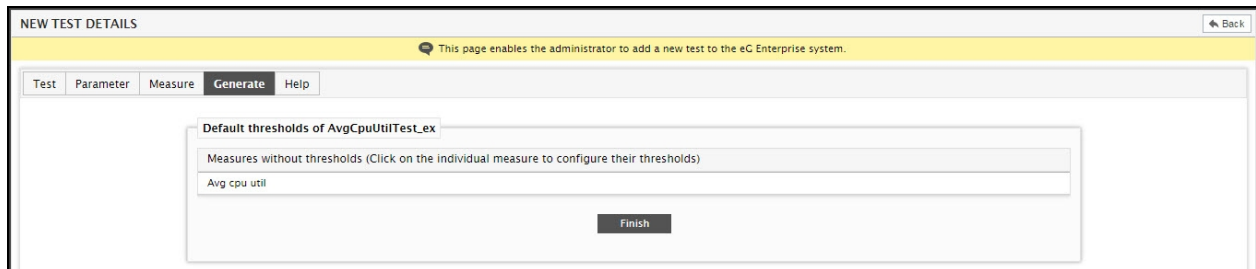 NEW TEST DETAILS
Back
This page enables the administrator to add a new test to the eG Enterprise system.
Test Parameter Measure Generate Help
Default thresholds of AvgCpuUtilTest_ex
Measures without thresholds (Click on the individual measure to configure their thresholds)
Avg cpu util
Finish